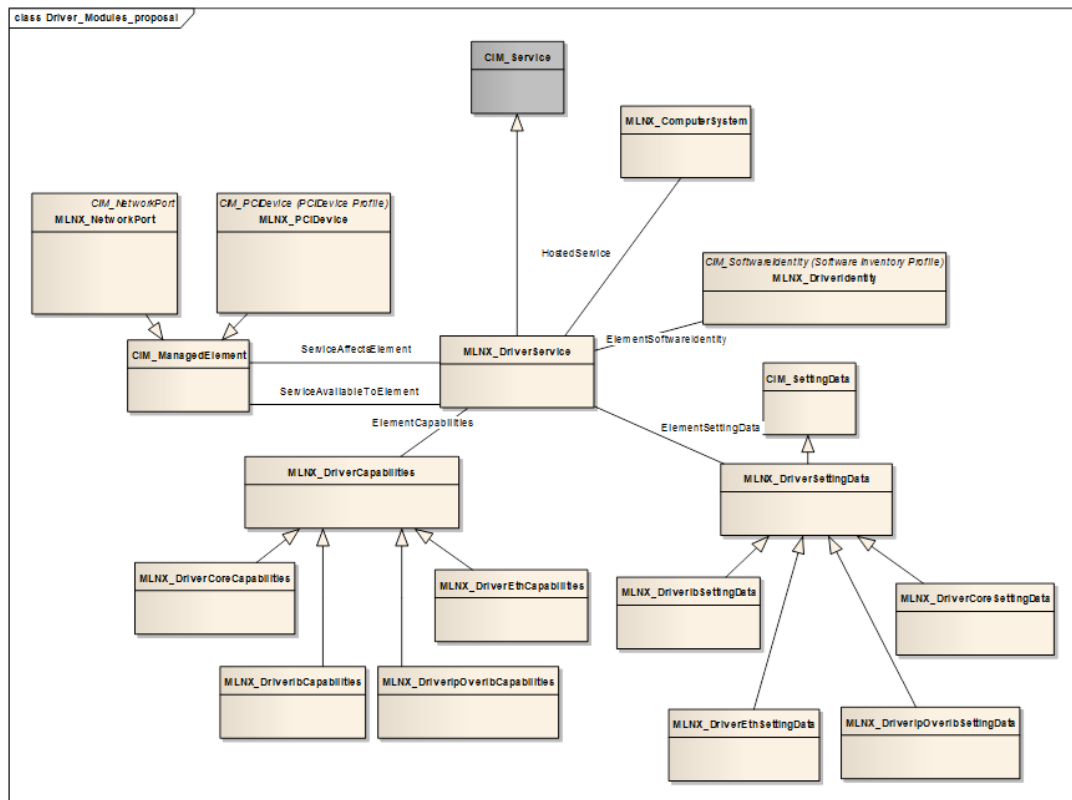 class Driver_Modules_proposal
CIM_Service
MLNX_ComputerSystem
CIM_NetworkPort
MLNX_NetworkPort
CIM_PCIDevice (PCIDevice Profile)
MLNX_PCIDevice
HostedService
CIM_SoftwareIdentity (Software Inventory Profile)
MLNX_DriverIdentity
ElementSoftwareIdentity
CIM_ManagedElement
ServiceAffectsElement
MLNX_DriverService
ServiceAvailableToElement
CIM_SettingData
ElementCapabilities
ElementSettingData
MLNX_DriverCapabilities
MLNX_DriverSettingData
MLNX_DriverCoreCapabilities
MLNX_DriverEthCapabilities
MLNX_DriverIbSettingData
MLNX_DriverCoreSettingData
MLNX_DriverIbCapabilities
MLNX_DriverIpOverIbCapabilities
MLNX_DriverEthSettingData
MLNX_DriverIpOverIbSettingData